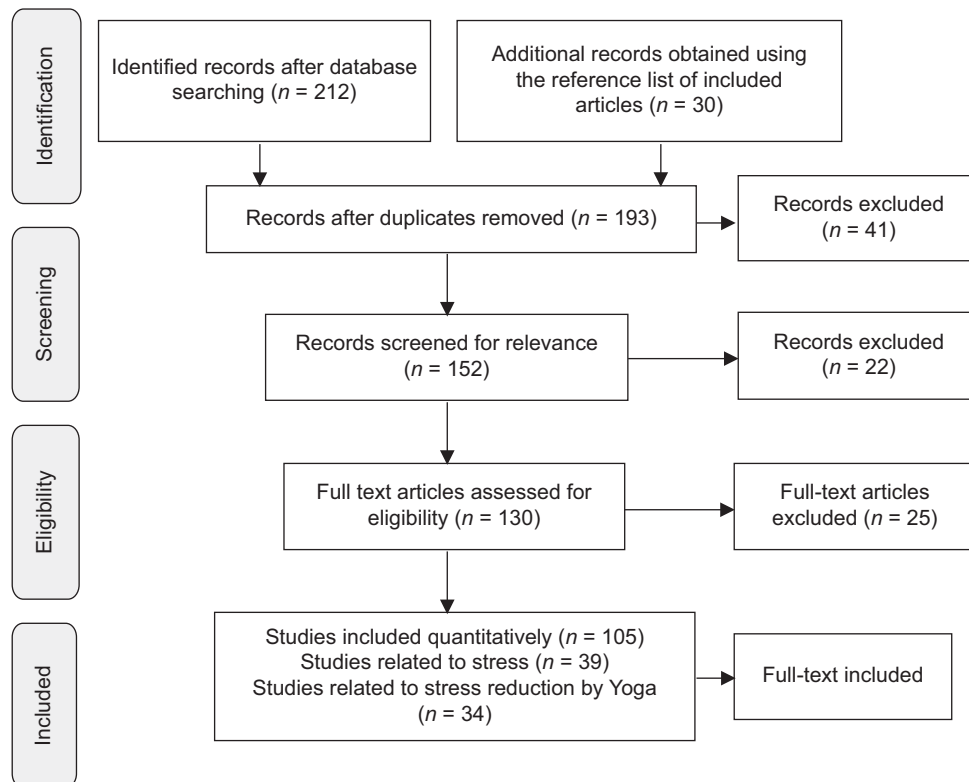 Identification
Identified records after database
searching (n = 212)
Additional records obtained using
the reference list of included
articles (n = 30)
Records after duplicates removed (n = 193)
Records excluded
(n = 41)
Screening
Records screened for relevance
(n = 152)
Records excluded
(n = 22)
Eligibility
Full text articles assessed for
eligibility (n = 130)
Full-text articles
excluded (n = 25)
Included
Studies included quantitatively (n = 105)
Studies related to stress (n = 39)
Studies related to stress reduction by Yoga
(n = 34)
Full-text included